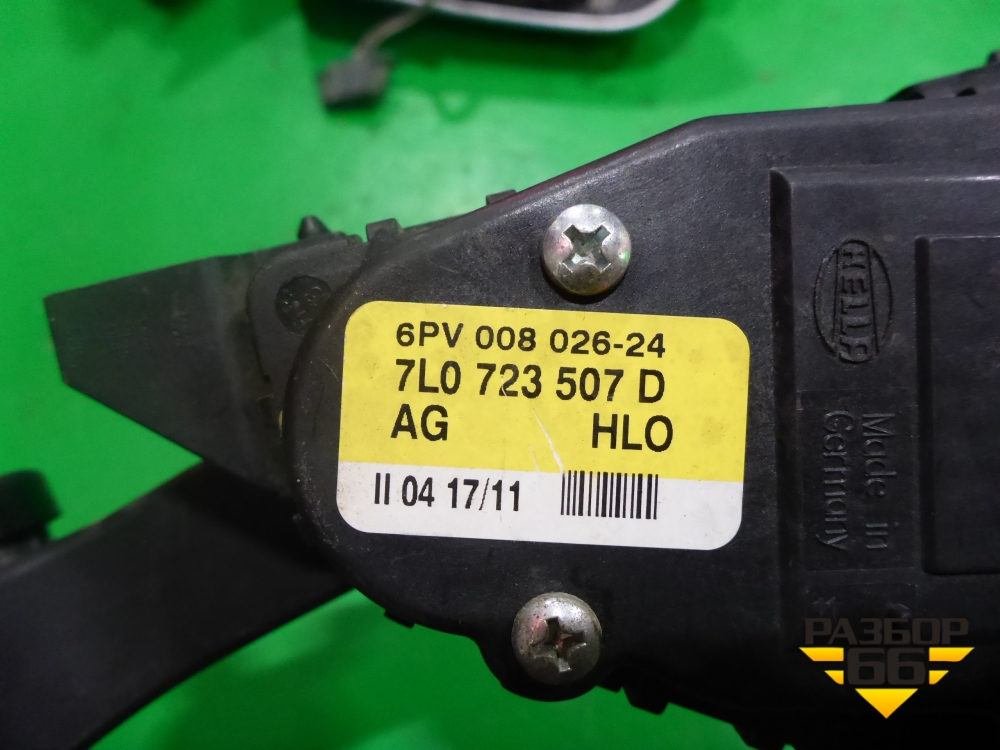 6PV 008 026-24
7L0 723 507 D
AG HLO
II 04 17/11
HELLA
Made in
Germany
РАЗБОР
66